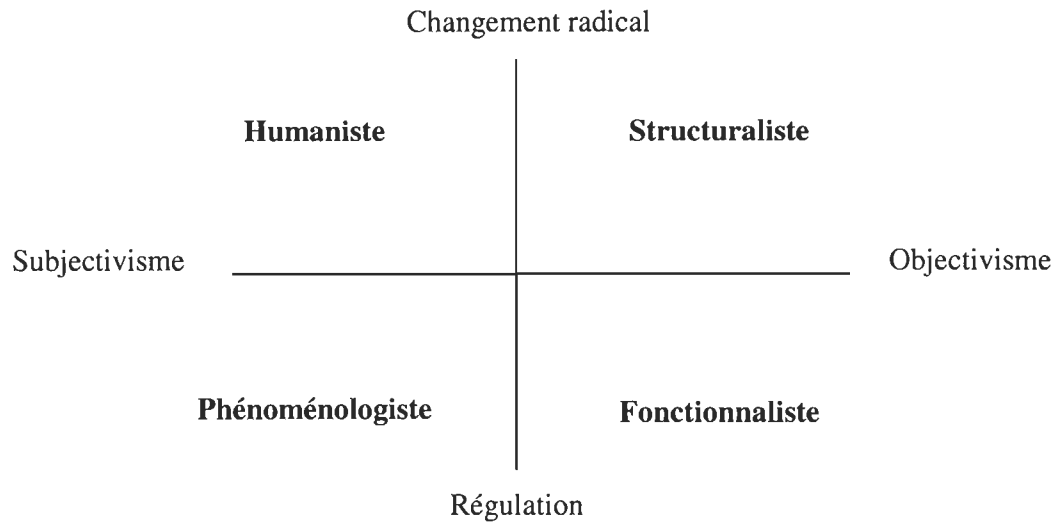 Changement radical
Humaniste
Structuraliste
Subjectivisme
Objectivisme
Phénoménologiste
Fonctionnaliste
Régulation